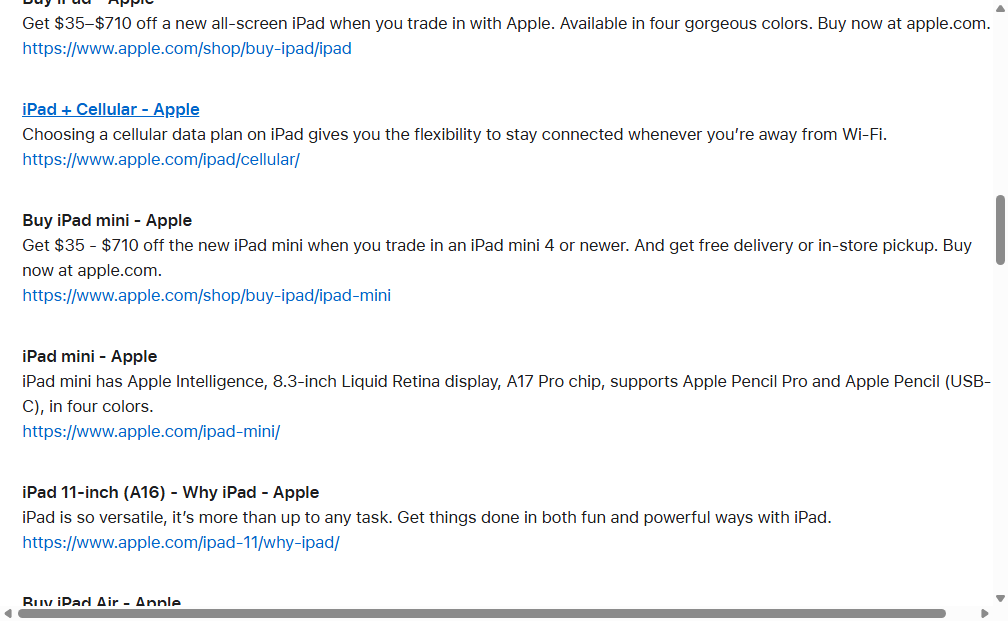 Buy iPad - Apple
Get $35–$710 off a new all-screen iPad when you trade in with Apple. Available in four gorgeous colors. Buy now at apple.com.
https://www.apple.com/shop/buy-ipad/ipad
iPad + Cellular - Apple
Choosing a cellular data plan on iPad gives you the flexibility to stay connected whenever you’re away from Wi-Fi.
https://www.apple.com/ipad/cellular/
Buy iPad mini - Apple
Get $35 - $710 off the new iPad mini when you trade in an iPad mini 4 or newer. And get free delivery or in-store pickup. Buy
now at apple.com.
https://www.apple.com/shop/buy-ipad/ipad-mini
iPad mini - Apple
iPad mini has Apple Intelligence, 8.3-inch Liquid Retina display, A17 Pro chip, supports Apple Pencil Pro and Apple Pencil (USB-
C), in four colors.
https://www.apple.com/ipad-mini/
iPad 11-inch (A16) - Why iPad - Apple
iPad is so versatile, it’s more than up to any task. Get things done in both fun and powerful ways with iPad.
https://www.apple.com/ipad-11/why-ipad/
Buy iPad Air - Apple